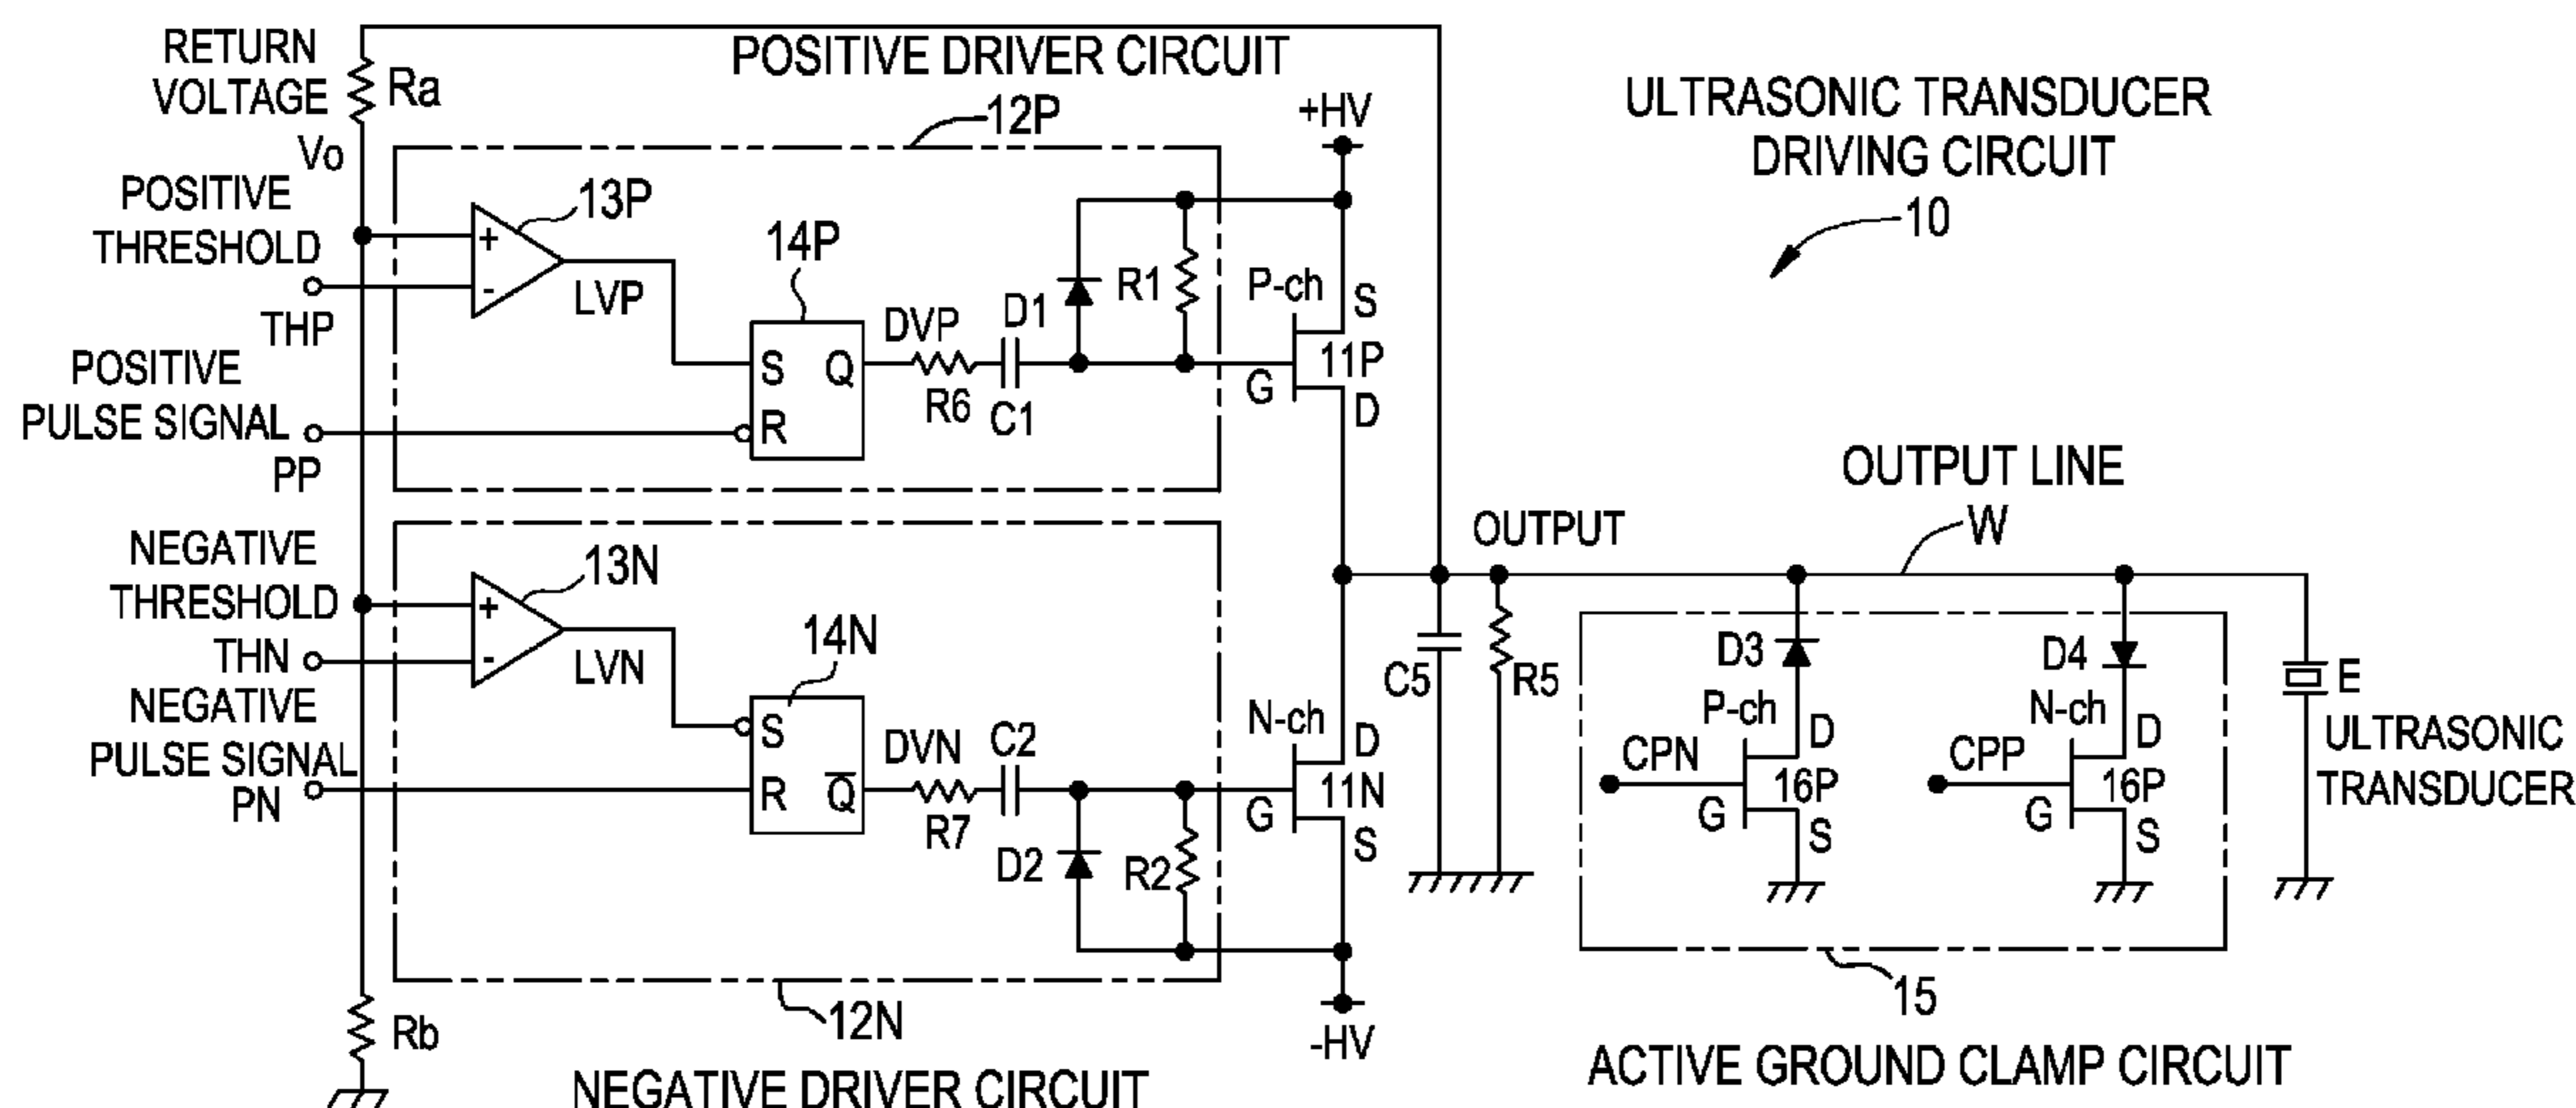 RETURN
VOLTAGE
Ra
Vo
POSITIVE DRIVER CIRCUIT
12P
+HV
ULTRASONIC TRANSDUCER
DRIVING CIRCUIT
10
POSITIVE
THRESHOLD
THP
+
-
13P
LVP
14P
POSITIVE
PULSE SIGNAL
PP
S
Q
R
DVP
R6
D1
C1
R1
P-ch
S
11P
G
D
NEGATIVE
THRESHOLD
THN
+
-
13N
LVN
14N
NEGATIVE
PULSE SIGNAL
PN
S
R
Q̅
DVN
R7
C2
D2
R2
N-ch
D
11N
G
S
-HV
OUTPUT
C5
R5
OUTPUT LINE
W
D3
P-ch
D
CPN
16P
G
S
D4
N-ch
D
CPP
16P
G
S
E
ULTRASONIC
TRANSDUCER
15
ACTIVE GROUND CLAMP CIRCUIT
Rb
12N
NEGATIVE DRIVER CIRCUIT